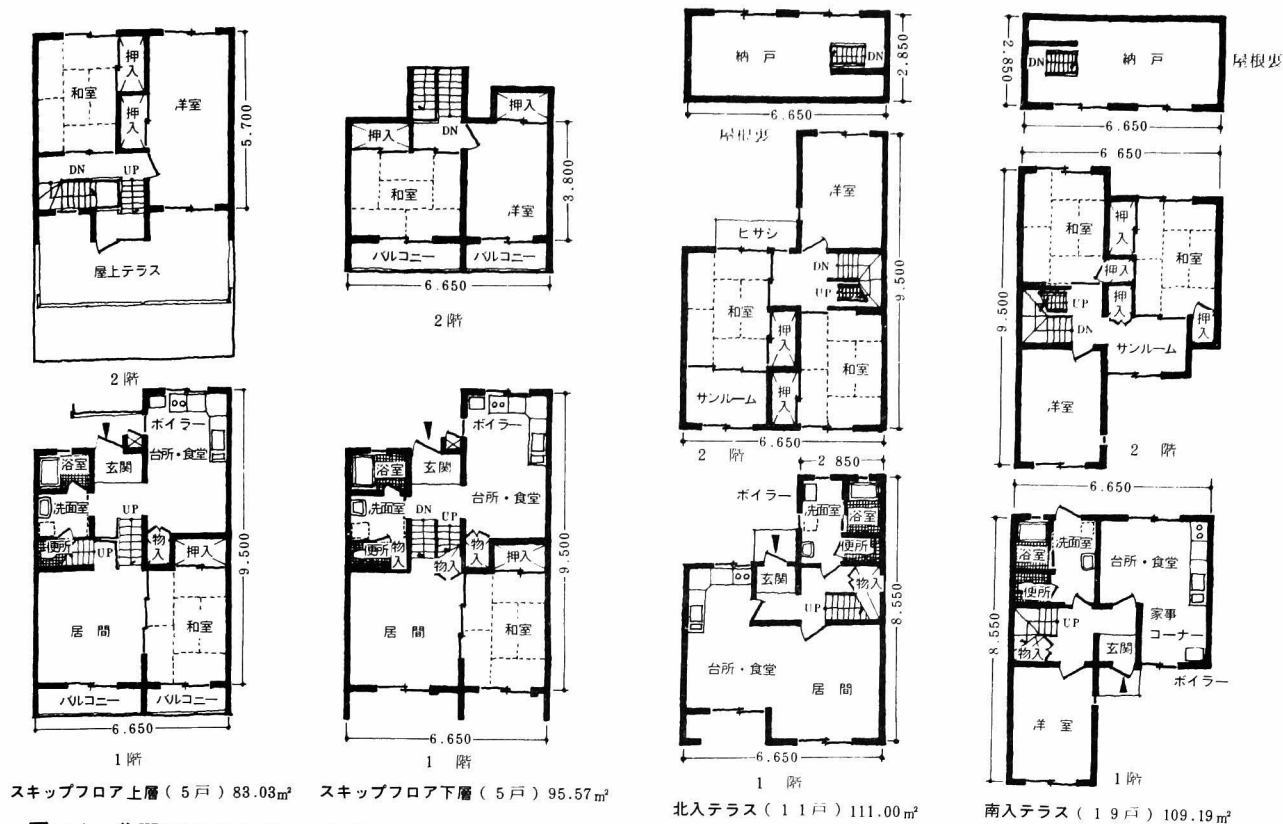 押入
和室
洋室
押入
5.700
DN
UP
屋上テラス
2階
ボイラー
台所・食堂
浴室
玄関
洗面室
UP
便所
UP
物入
押入
9.500
居間
和室
バルコニー
バルコニー
6.650
1階
スキップフロア上層(5戸)83.03㎡
押入
押入
DN
3.800
和室
洋室
バルコニー
バルコニー
6.650
2階
ボイラー
浴室
玄関
台所・食堂
洗面室
DN
UP
便所
物入
物入
物入
押入
9.500
居間
和室
6.650
1階
スキップフロア下層(5戸)95.57㎡
納戸
DN
2.850
6.650
屋根裏
洋室
ヒサシ
DN
UP
9.500
和室
押入
和室
サンルーム
押入
6.650
2階
2.850
ボイラー
洗面室
浴室
便所
玄関
物入
UP
8.550
台所・食堂
居間
6.650
1階
北入テラス(11戸)111.00㎡
2.850
DN
納戸
屋根裏
6.650
6.650
和室
押入
和室
押入
9.500
UP
押入
DN
押入
サンルーム
洋室
2階
6.650
浴室
洗面室
台所・食堂
便所
家事
コーナー
8.550
UP
玄関
物入
ボイラー
洋室
1階
南入テラス(19戸)109.19㎡